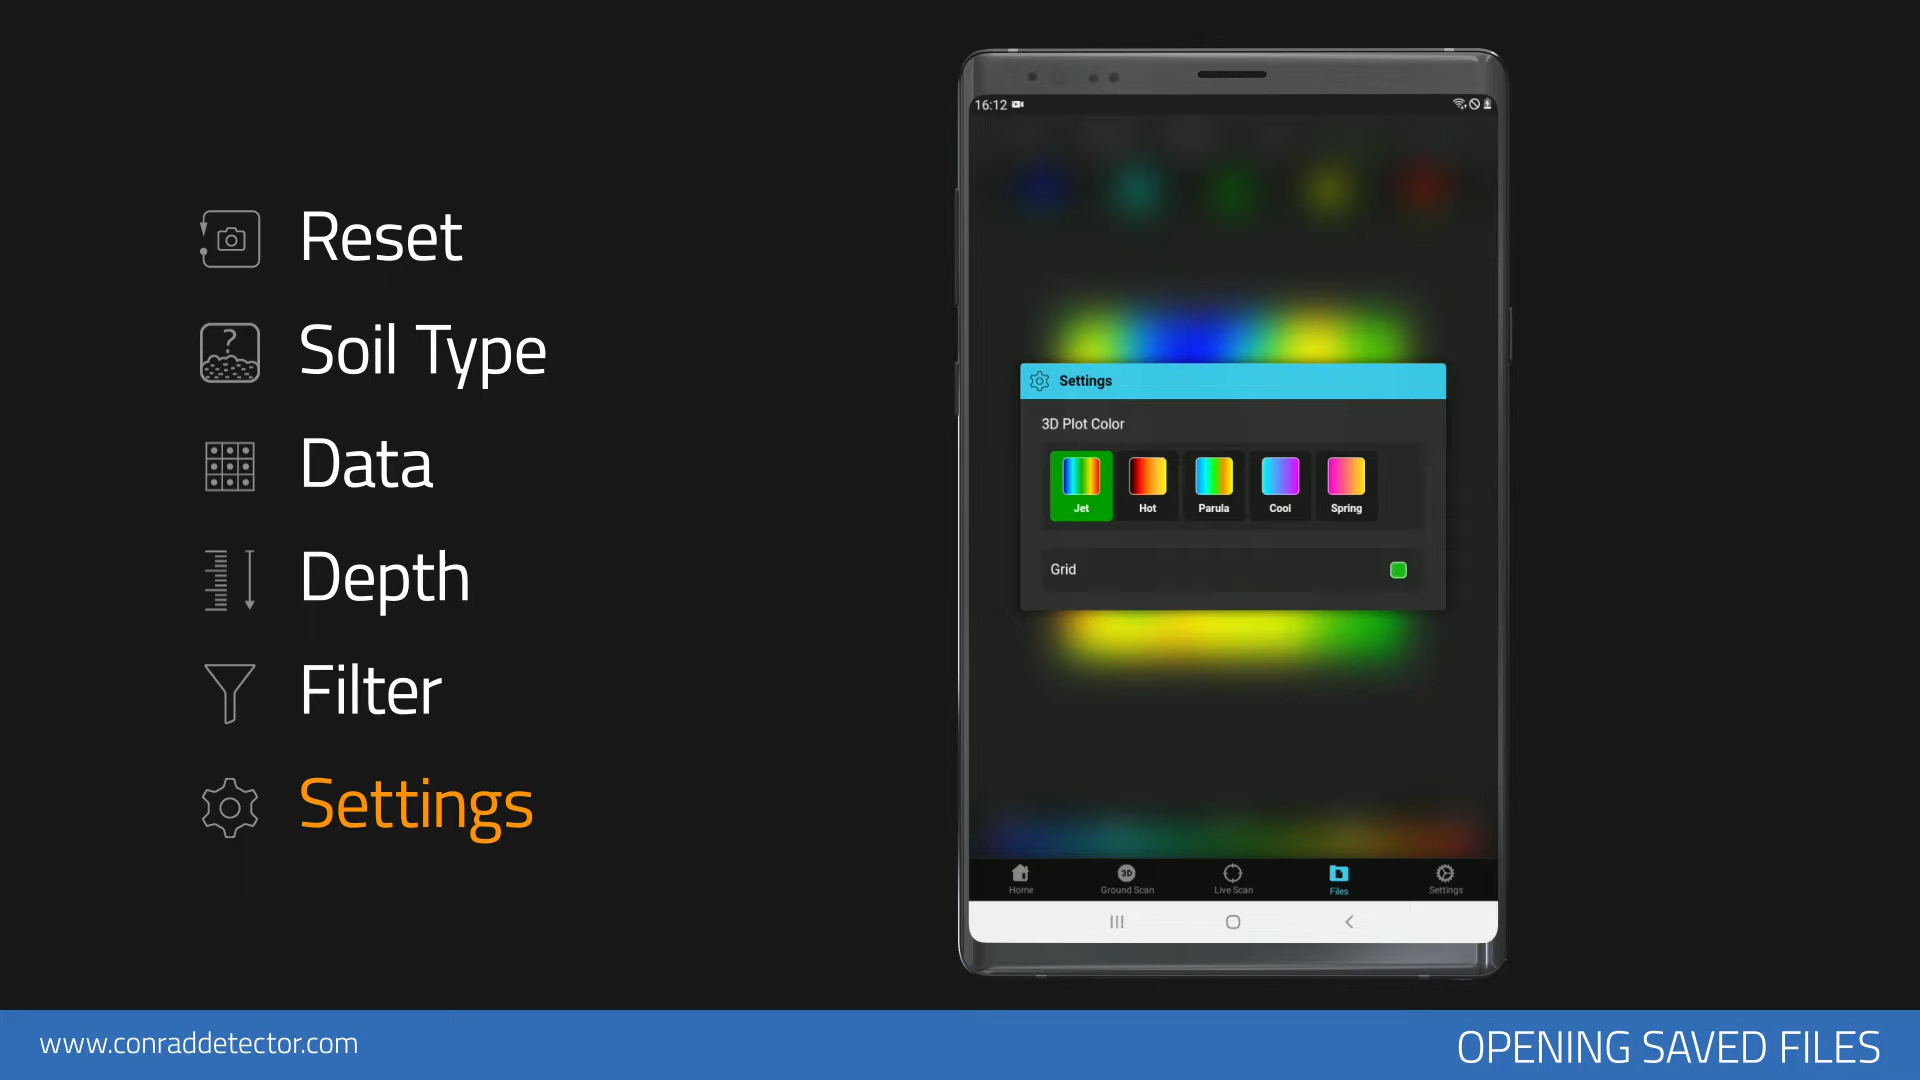 Reset
Soil Type
Data
Depth
Filter
Settings
16:12
Settings
3D Plot Color
Jet
Hot
Parula
Cool
Spring
Grid
3D
Home
Ground Scan
Live Scan
Files
Settings
www.conraddetector.com
OPENING SAVED FILES